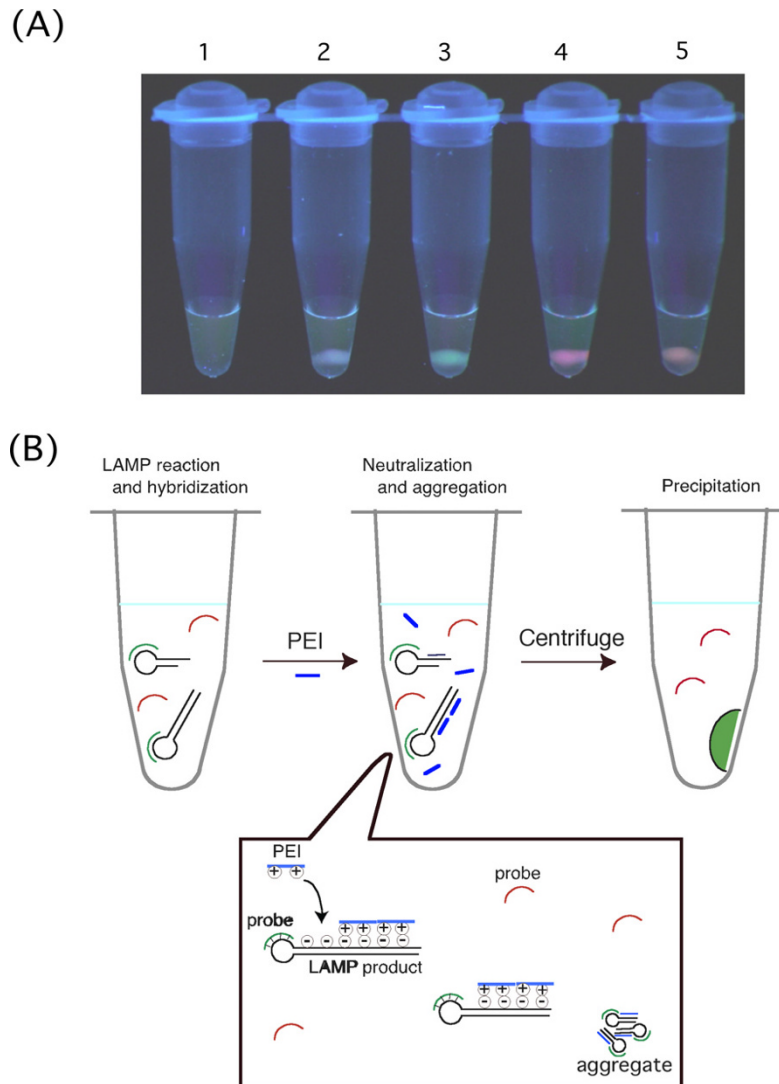 (A)
1 2 3 4 5
(B)
LAMP reaction
and hybridization
Neutralization
and aggregation
Precipitation
PEI
Centrifuge
PEI
+ +
probe
probe
+ + + +
- - - - - -
LAMP product
+ + + +
- - - -
aggregate